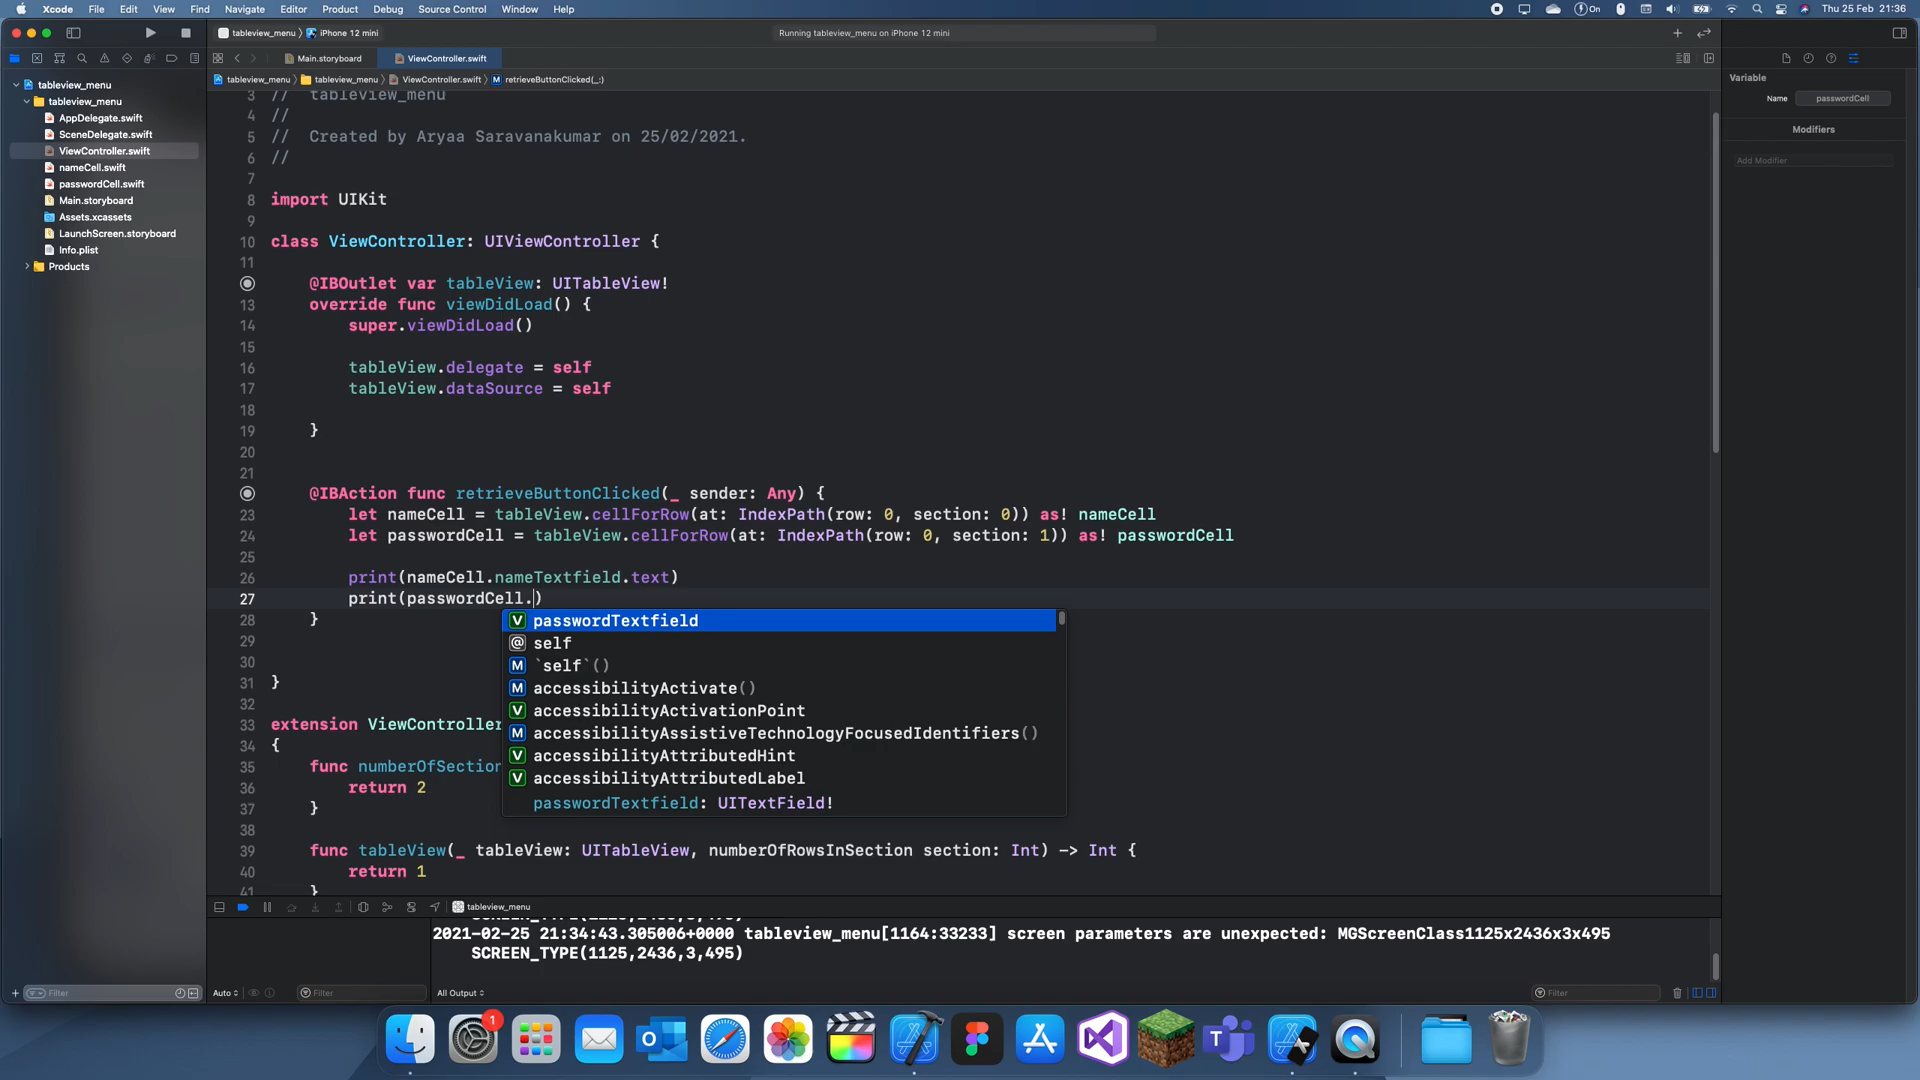 Xcode File Edit View Find Navigate Editor Product Debug Source Control Window Help
On Thu 25 Feb 21:36
tableview_menu iPhone 12 mini
Running tableview_menu on iPhone 12 mini
Main.storyboard ViewController.swift
tableview_menu tableview_menu ViewController.swift M retrieveButtonClicked(_:)
tableview_menu
tableview_menu
AppDelegate.swift
SceneDelegate.swift
ViewController.swift
nameCell.swift
passwordCell.swift
Main.storyboard
Assets.xcassets
LaunchScreen.storyboard
Info.plist
Products
3 // tableview_menu
4 //
5 // Created by Aryaa Saravanakumar on 25/02/2021.
6 //
7
8 import UIKit
9
10 class ViewController: UIViewController {
11
@IBOutlet var tableView: UITableView!
13 override func viewDidLoad() {
14 super.viewDidLoad()
15
16 tableView.delegate = self
17 tableView.dataSource = self
18
19 }
20
21
@IBAction func retrieveButtonClicked(_ sender: Any) {
23 let nameCell = tableView.cellForRow(at: IndexPath(row: 0, section: 0)) as! nameCell
24 let passwordCell = tableView.cellForRow(at: IndexPath(row: 0, section: 1)) as! passwordCell
25
26 print(nameCell.nameTextfield.text)
27 print(passwordCell.)
28 }
29
30
31 }
32
33 extension ViewController
34 {
35 func numberOfSection
36 return 2
37 }
38
39 func tableView(_ tableView: UITableView, numberOfRowsInSection section: Int) -> Int {
40 return 1
41 }
V passwordTextfield
@ self
M `self`()
M accessibilityActivate()
V accessibilityActivationPoint
M accessibilityAssistiveTechnologyFocusedIdentifiers()
V accessibilityAttributedHint
V accessibilityAttributedLabel
passwordTextfield: UITextField!
Variable
Name passwordCell
Modifiers
Add Modifier
tableview_menu
SCREEN_TYPE(1125,2436,3,495)
2021-02-25 21:34:43.305006+0000 tableview_menu[1164:33233] screen parameters are unexpected: MGScreenClass1125x2436x3x495
SCREEN_TYPE(1125,2436,3,495)
Filter
Auto
Filter
All Output
Filter
1